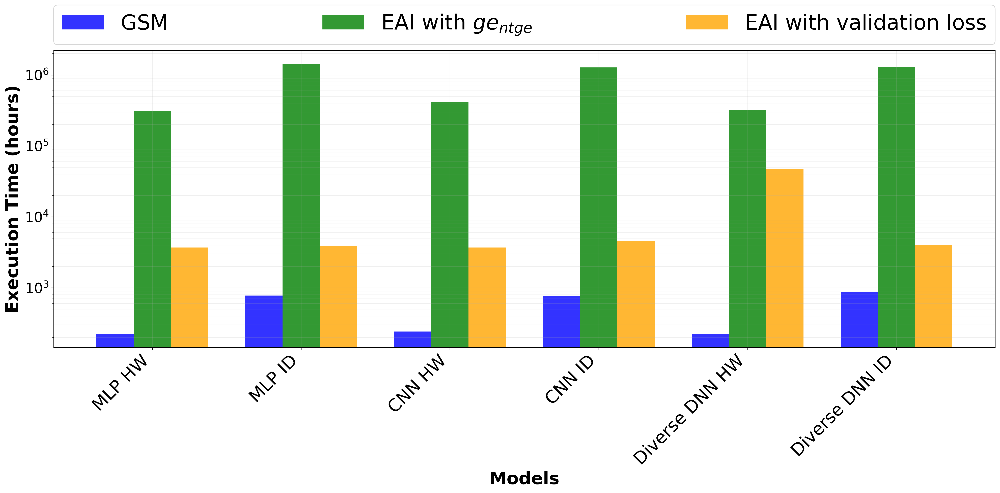 GSM
EAI with ge_ntge
EAI with validation loss
Execution Time (hours)
10^6
10^5
10^4
10^3
MLP HW
MLP ID
CNN HW
CNN ID
Diverse DNN HW
Diverse DNN ID
Models